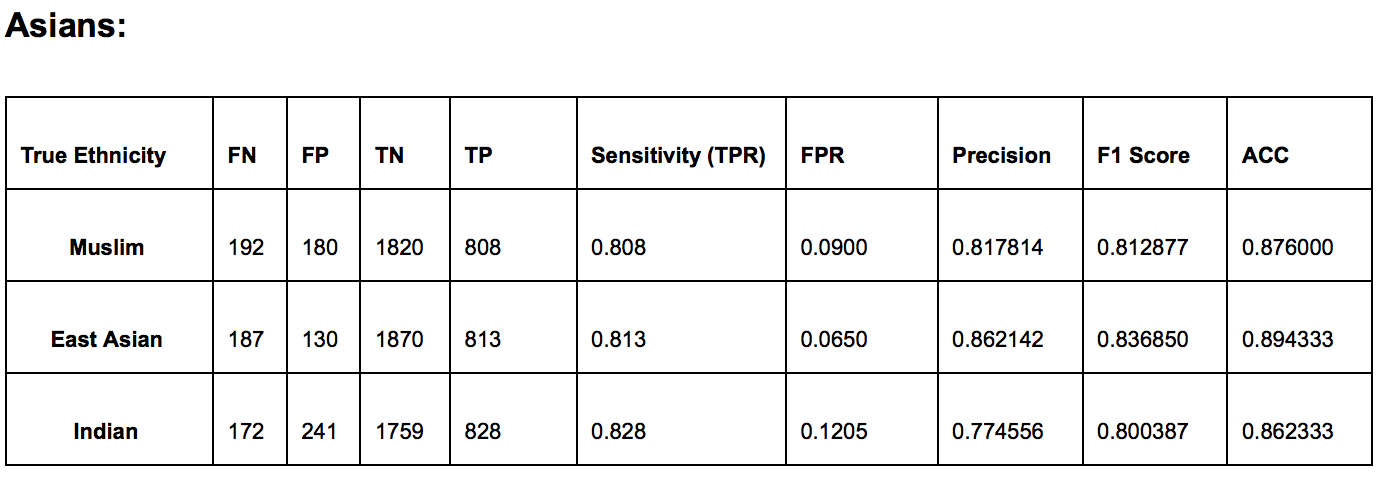 Asians:
True Ethnicity FN FP TN TP Sensitivity (TPR) FPR Precision F1 Score ACC
Muslim 192 180 1820 808 0.808 0.0900 0.817814 0.812877 0.876000
East Asian 187 130 1870 813 0.813 0.0650 0.862142 0.836850 0.894333
Indian 172 241 1759 828 0.828 0.1205 0.774556 0.800387 0.862333